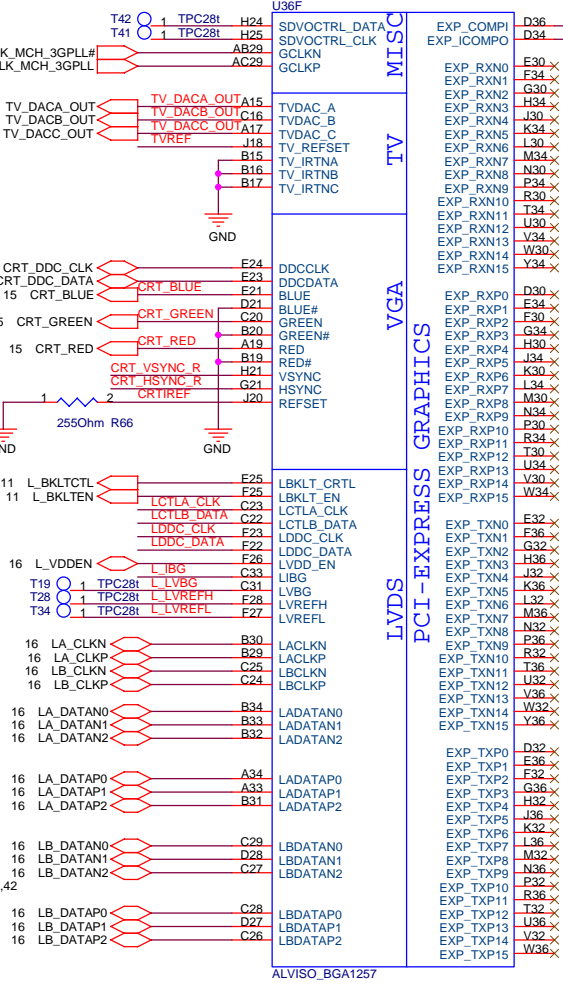 U36F
T42 1 TPC28t H24 SDVOCTRL_DATA EXP_COMPI D36
T41 1 TPC28t H25 SDVOCTRL_CLK EXP_ICOMPO D34
K_MCH_3GPLL# AB29 GCLKN
LK_MCH_3GPLL AC29 GCLKP
MISC
EXP_RXN0 E30
EXP_RXN1 F34
EXP_RXN2 G30
EXP_RXN3 H34
EXP_RXN4 J30
EXP_RXN5 K34
EXP_RXN6 L30
EXP_RXN7 M34
EXP_RXN8 N30
EXP_RXN9 P34
EXP_RXN10 R30
EXP_RXN11 T34
EXP_RXN12 U30
EXP_RXN13 V34
EXP_RXN14 W30
EXP_RXN15 Y34
TV_DACA_OUT TV_DACA_OUT A15 TVDAC_A
TV_DACB_OUT TV_DACB_OUT C16 TVDAC_B
TV_DACC_OUT TV_DACC_OUT A17 TVDAC_C
TVREF J18 TV_REFSET
B15 TV_IRTNA
B16 TV_IRTNB
B17 TV_IRTNC
TV
GND
CRT_DDC_CLK E24 DDCCLK
CRT_DDC_DATA E23 DDCDATA
15 CRT_BLUE CRT_BLUE E21 BLUE
D21 BLUE#
5 CRT_GREEN CRT_GREEN C20 GREEN
B20 GREEN#
15 CRT_RED CRT_RED A19 RED
B19 RED#
CRT_VSYNC_R H21 VSYNC
CRT_HSYNC_R G21 HSYNC
1 2 CRTIREF J20 REFSET
255Ohm R66
ND
GND
VGA
EXP_RXP0 D30
EXP_RXP1 E34
EXP_RXP2 F30
EXP_RXP3 G34
EXP_RXP4 H30
EXP_RXP5 J34
EXP_RXP6 K30
EXP_RXP7 L34
EXP_RXP8 M30
EXP_RXP9 N34
EXP_RXP10 P30
EXP_RXP11 R34
EXP_RXP12 T30
EXP_RXP13 U34
EXP_RXP14 V30
EXP_RXP15 W34
PCI-EXPRESS GRAPHICS
11 L_BKLTCTL E25 LBKLT_CRTL
11 L_BKLTEN F25 LBKLT_EN
LCTLA_CLK C23 LCTLA_CLK
LCTLB_DATA C22 LCTLB_DATA
LDDC_CLK F23 LDDC_CLK
LDDC_DATA F22 LDDC_DATA
16 L_VDDEN F26 LVDD_EN
L_IBG C33 LIBG
T19 1 TPC28t L_LVBG C31 LVBG
T28 1 TPC28t L_LVREFH F28 LVREFH
T34 1 TPC28t L_LVREFL F27 LVREFL
LVDS
16 LA_CLKN B30 LACLKN
16 LA_CLKP B29 LACLKP
16 LB_CLKN C25 LBCLKN
16 LB_CLKP C24 LBCLKP
16 LA_DATAN0 B34 LADATAN0
16 LA_DATAN1 B33 LADATAN1
16 LA_DATAN2 B32 LADATAN2
16 LA_DATAP0 A34 LADATAP0
16 LA_DATAP1 A33 LADATAP1
16 LA_DATAP2 B31 LADATAP2
16 LB_DATAN0 C29 LBDATAN0
16 LB_DATAN1 D28 LBDATAN1
16 LB_DATAN2 C27 LBDATAN2
,42
16 LB_DATAP0 C28 LBDATAP0
16 LB_DATAP1 D27 LBDATAP1
16 LB_DATAP2 C26 LBDATAP2
EXP_TXN0 E32
EXP_TXN1 F36
EXP_TXN2 G32
EXP_TXN3 H36
EXP_TXN4 J32
EXP_TXN5 K36
EXP_TXN6 L32
EXP_TXN7 M36
EXP_TXN8 N32
EXP_TXN9 P36
EXP_TXN10 R32
EXP_TXN11 T36
EXP_TXN12 U32
EXP_TXN13 V36
EXP_TXN14 W32
EXP_TXN15 Y36
EXP_TXP0 D32
EXP_TXP1 E36
EXP_TXP2 F32
EXP_TXP3 G36
EXP_TXP4 H32
EXP_TXP5 J36
EXP_TXP6 K32
EXP_TXP7 L36
EXP_TXP8 M32
EXP_TXP9 N36
EXP_TXP10 P32
EXP_TXP11 R36
EXP_TXP12 T32
EXP_TXP13 U36
EXP_TXP14 V32
EXP_TXP15 W36
ALVISO_BGA1257